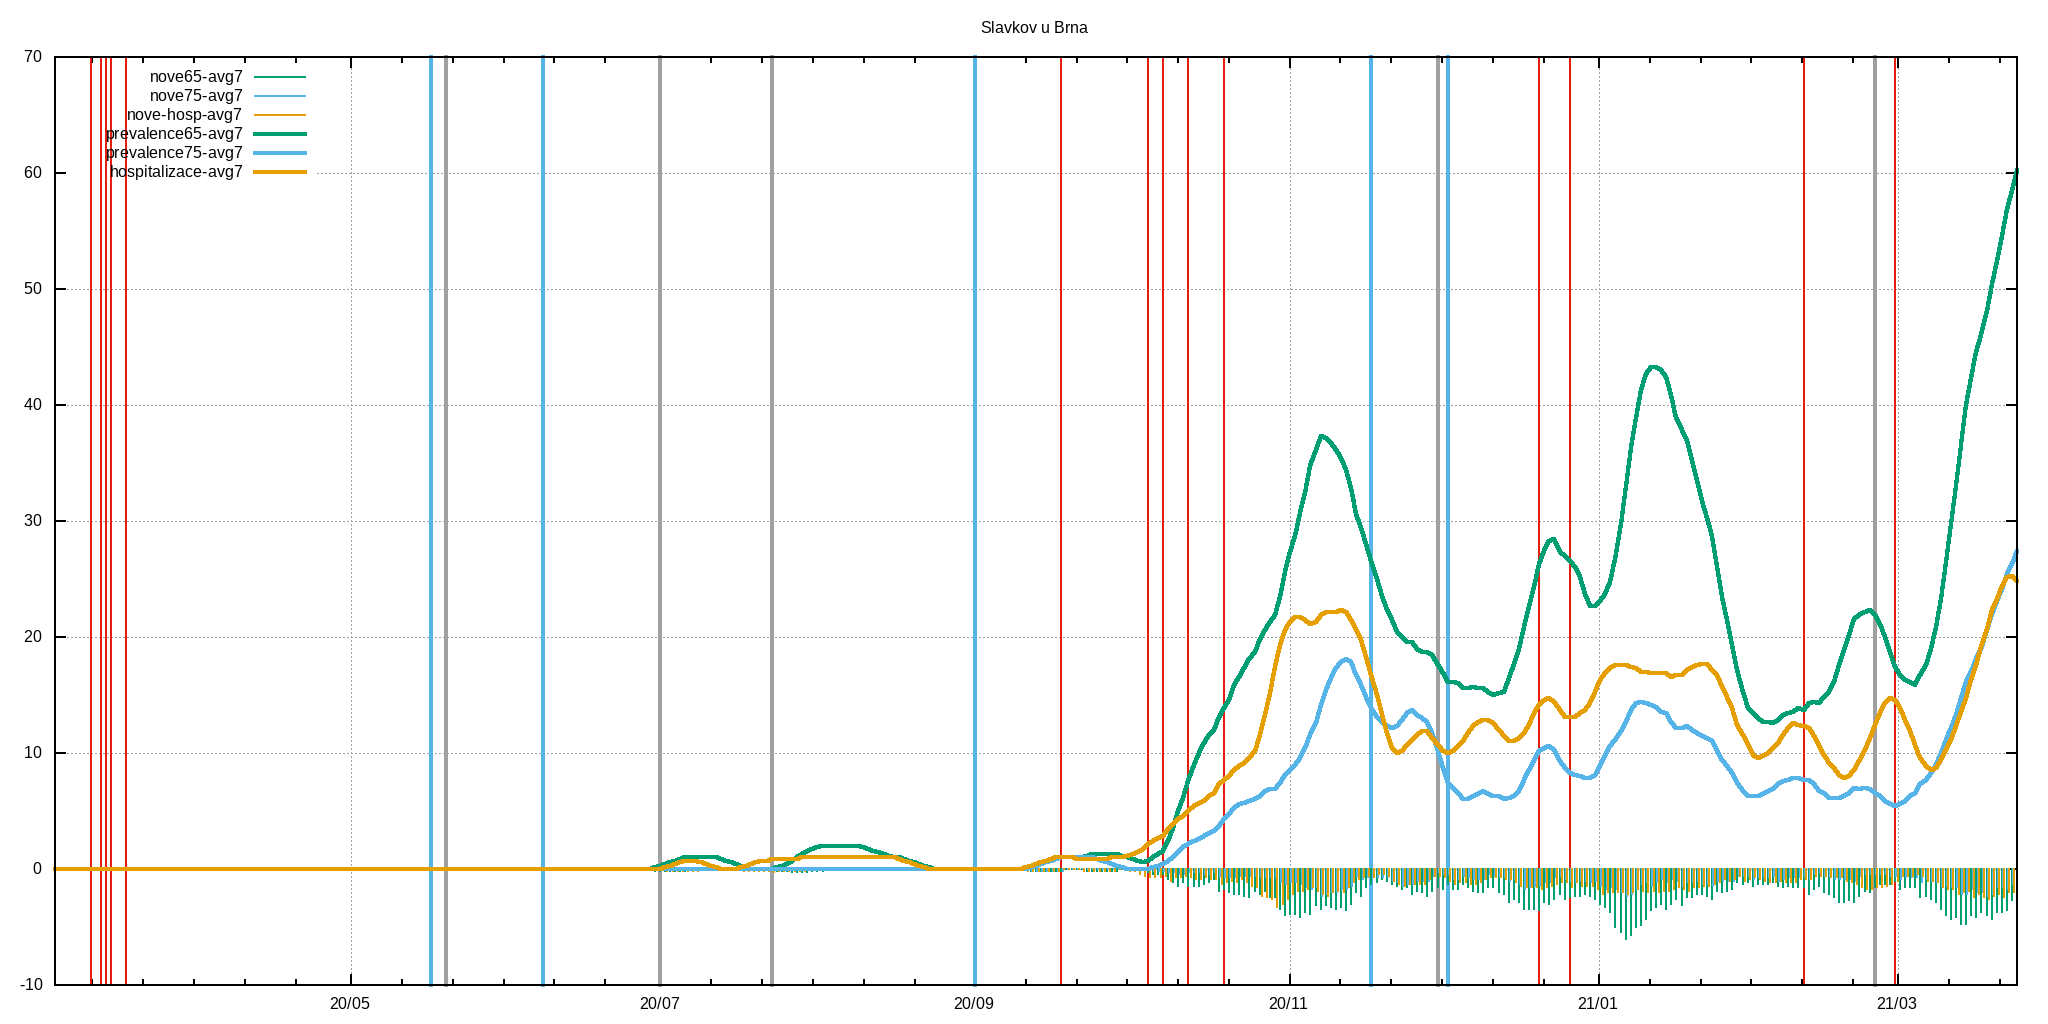 Slavkov u Brna
70
60
50
40
30
20
10
0
-10
nove65-avg7
nove75-avg7
nove-hosp-avg7
prevalence65-avg7
prevalence75-avg7
hospitalizace-avg7
20/05 20/07 20/09 20/11 21/01 21/03